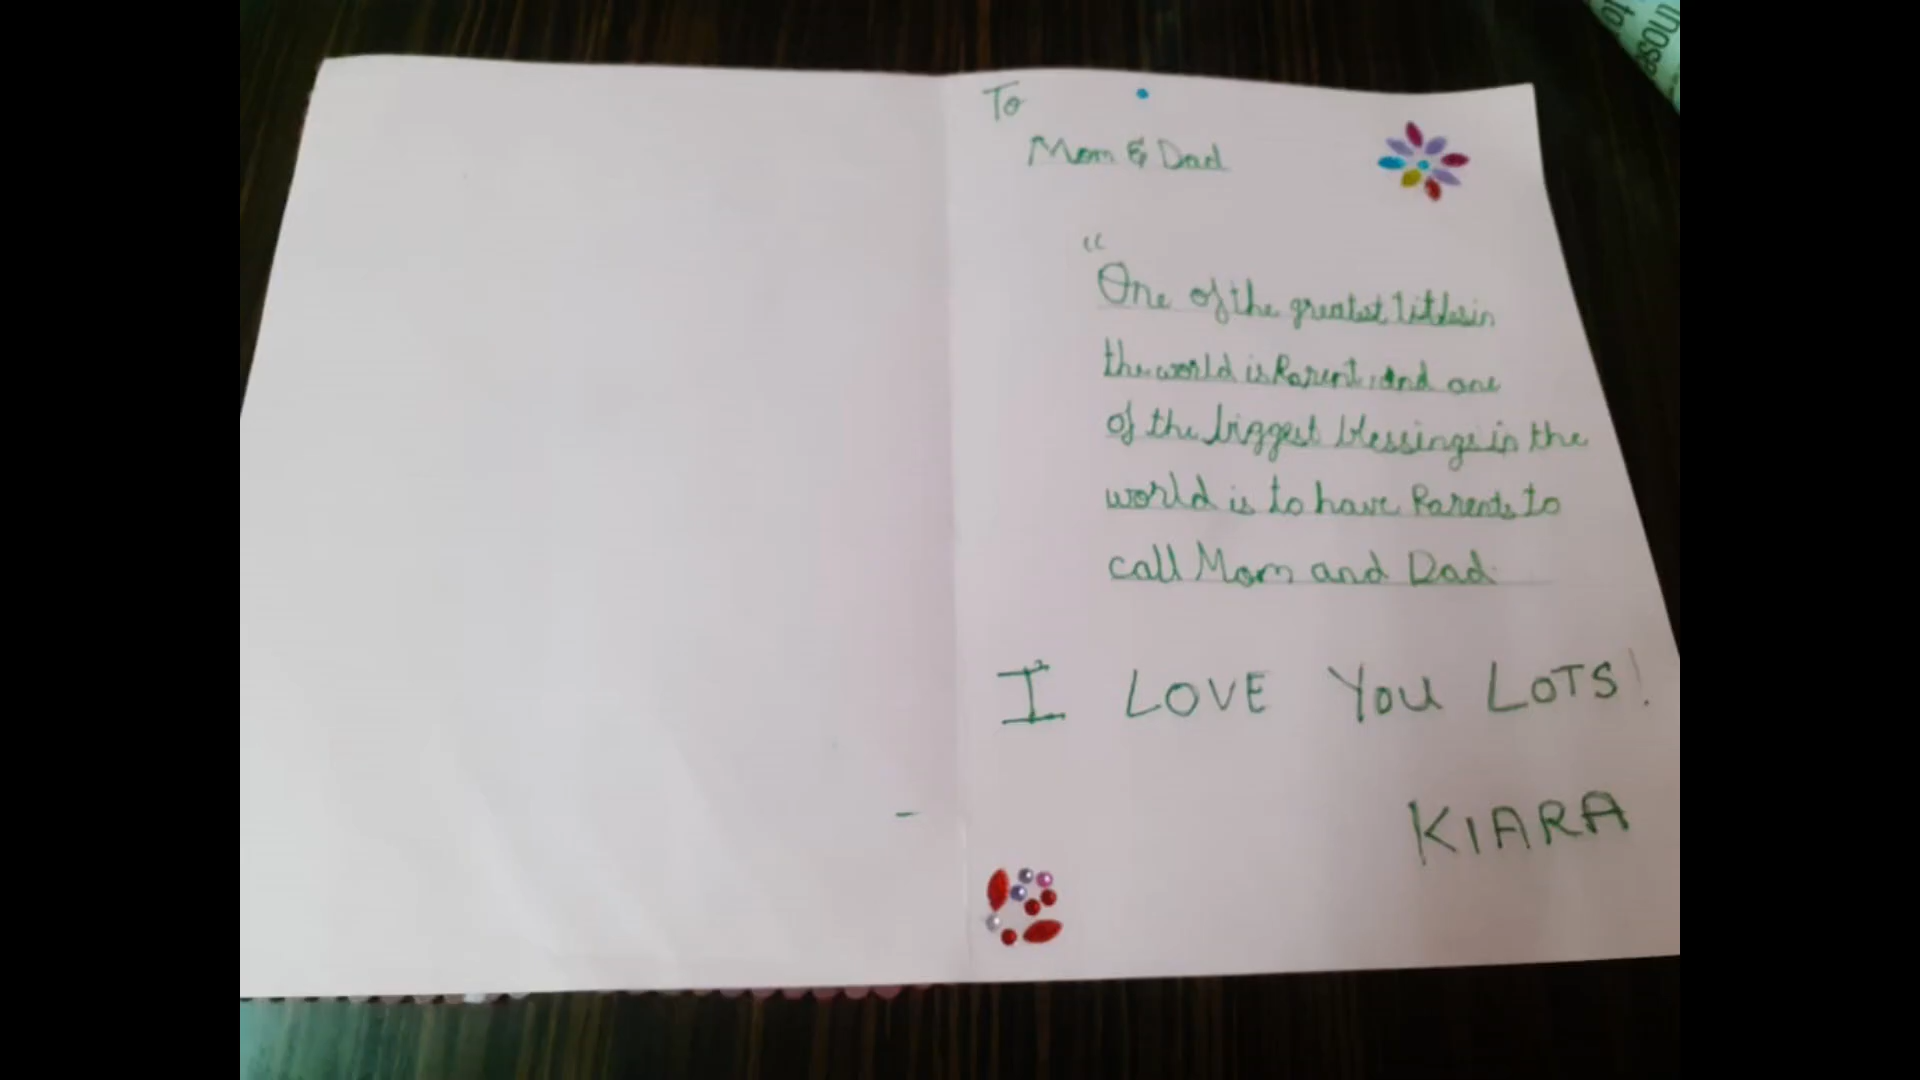 To
Mom & Dad
“
One of the greatest titles in
the world is Parent, and one
of the biggest blessings in the
world is to have Parents to
call Mom and Dad.
I LOVE YOU LOTS!
KIARA